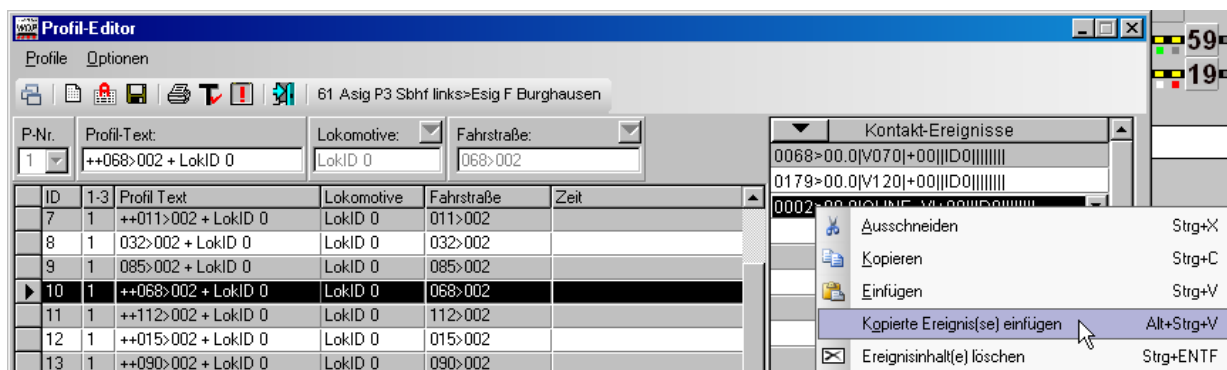 WDP Profil-Editor
Profile Optionen
61 Asig P3 Sbhf links>Esig F Burghausen
P-Nr. Profil-Text: Lokomotive: Fahrstraße:
1 ++068>002 + LokID 0 LokID 0 068>002
ID 1-3 Profil Text Lokomotive Fahrstraße Zeit
7 1 ++011>002 + LokID 0 LokID 0 011>002
8 1 032>002 + LokID 0 LokID 0 032>002
9 1 085>002 + LokID 0 LokID 0 085>002
10 1 ++068>002 + LokID 0 LokID 0 068>002
11 1 ++112>002 + LokID 0 LokID 0 112>002
12 1 ++015>002 + LokID 0 LokID 0 015>002
13 1 ++090>002 + LokID 0 LokID 0 090>002
Kontakt-Ereignisse
0068>00.0|V070|+00||ID0||||||||
0179>00.0|V120|+00||ID0||||||||
Ausschneiden Strg+X
Kopieren Strg+C
Einfügen Strg+V
Kopierte Ereignis(se) einfügen Alt+Strg+V
Ereignisinhalt(e) löschen Strg+ENTF
59
19